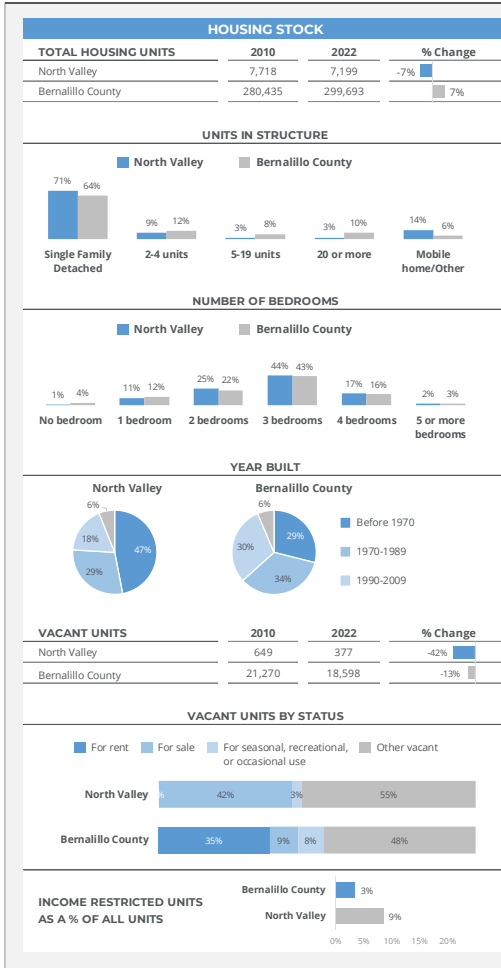 HOUSING STOCK
TOTAL HOUSING UNITS 2010 2022 % Change
North Valley 7,718 7,199 -7%
Bernalillo County 280,435 299,693 7%
UNITS IN STRUCTURE
North Valley Bernalillo County
71% 64% 9% 12% 3% 8% 3% 10% 14% 6%
Single Family 2-4 units 5-19 units 20 or more Mobile
Detached home/Other
NUMBER OF BEDROOMS
North Valley Bernalillo County
1% 4% 11% 12% 25% 22% 44% 43% 17% 16% 2% 3%
No bedroom 1 bedroom 2 bedrooms 3 bedrooms 4 bedrooms 5 or more
bedrooms
YEAR BUILT
North Valley Bernalillo County
6% 6%
18% 47% 30% 29% Before 1970
29% 34% 1970-1989
1990-2009
VACANT UNITS 2010 2022 % Change
North Valley 649 377 -42%
Bernalillo County 21,270 18,598 -13%
VACANT UNITS BY STATUS
For rent For sale For seasonal, recreational, Other vacant
or occasional use
North Valley % 42% 3% 55%
Bernalillo County 35% 9% 8% 48%
Bernalillo County 3%
INCOME RESTRICTED UNITS
AS A % OF ALL UNITS
North Valley 9%
0% 5% 10% 15% 20%